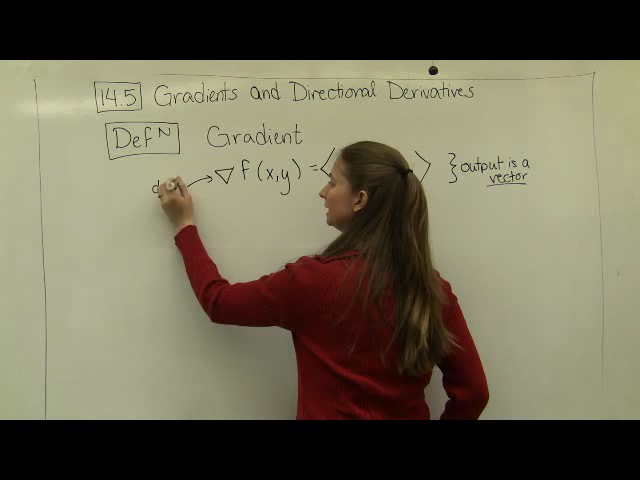 14.5 Gradients and Directional Derivatives
Def^N Gradient
∇ f (x,y) = ⟨ ⟩ } output is a
vector